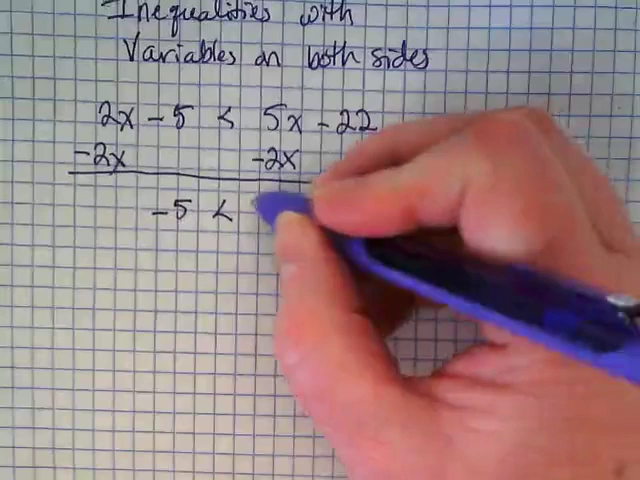 Inequalities with
Variables on both sides
2x - 5 < 5x - 22
-2x -2x
-5 <